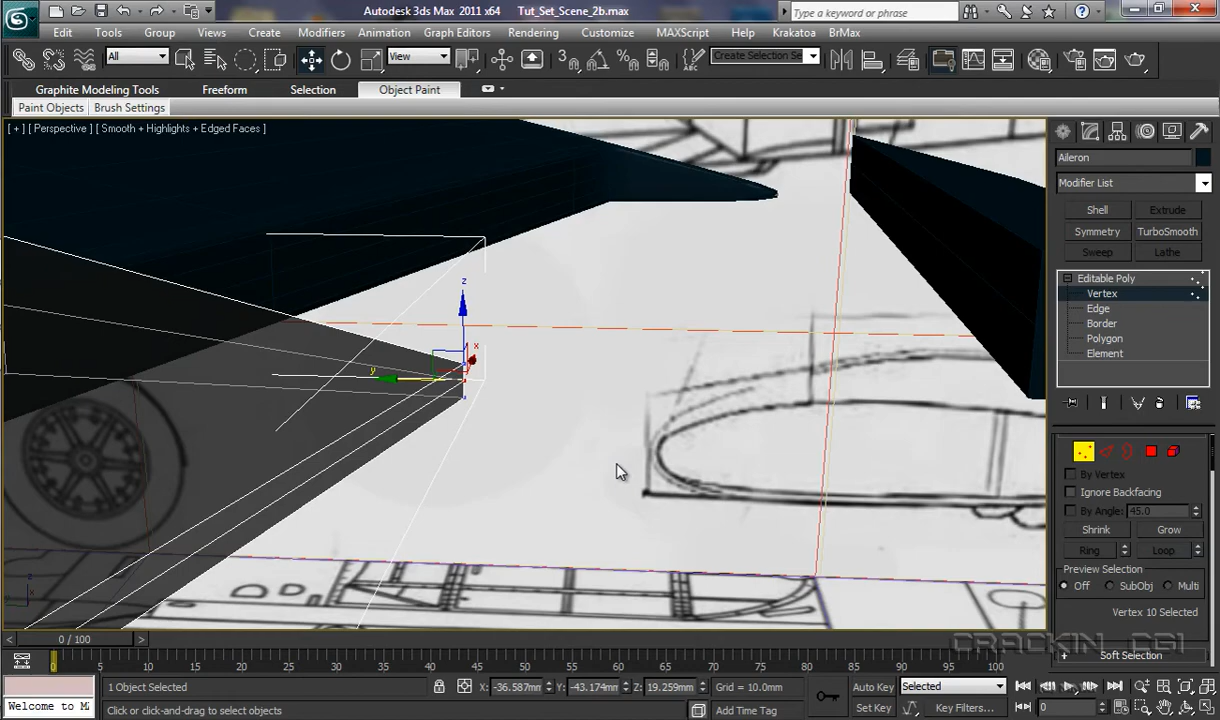 Autodesk 3ds Max 2011 x64 Tut_Set_Scene_2b.max
Type a keyword or phrase
Edit Tools Group Views Create Modifiers Animation Graph Editors Rendering Customize MAXScript Help Krakatoa BrMax
All View Create Selection Se
Graphite Modeling Tools Freeform Selection Object Paint
Paint Objects Brush Settings
[ + ] [ Perspective ] [ Smooth + Highlights + Edged Faces ]
Aileron
Modifier List
Shell Extrude
Symmetry TurboSmooth
Sweep Lathe
Editable Poly
Vertex
Edge
Border
Polygon
Element
z
x
y
By Vertex
Ignore Backfacing
By Angle: 45.0
Shrink Grow
Ring Loop
Preview Selection
Off SubObj Multi
Vertex 10 Selected
CRACKIN CGI
Soft Selection
0 / 100
0 5 10 15 20 25 30 35 40 45 50 55 60 65 70 75 80 85 90 95 100
1 Object Selected X: -36.587mm Y: -43.174mm Z: 19.259mm Grid = 10.0mm Auto Key Selected
Welcome to MA Click or click-and-drag to select objects Add Time Tag Set Key Key Filters... 0